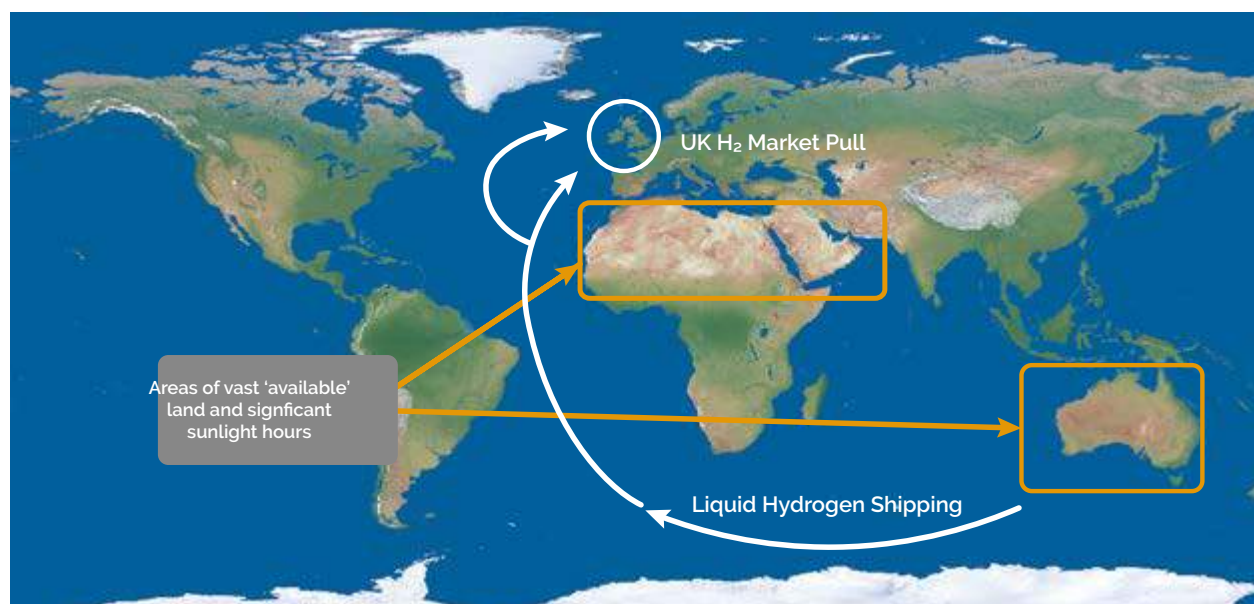 UK H₂ Market Pull
Areas of vast ‘available’
land and signficant
sunlight hours
Liquid Hydrogen Shipping